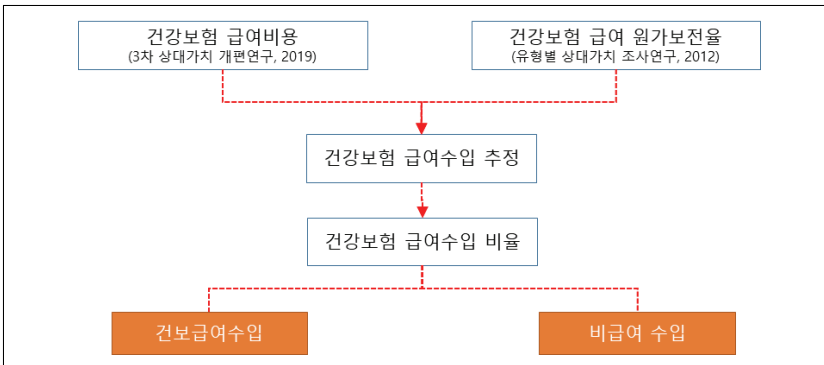 건강보험 급여비용
(3차 상대가치 개편연구, 2019)
건강보험 급여 원가보전율
(유형별 상대가치 조사연구, 2012)
건강보험 급여수입 추정
건강보험 급여수입 비율
건보급여수입
비급여 수입